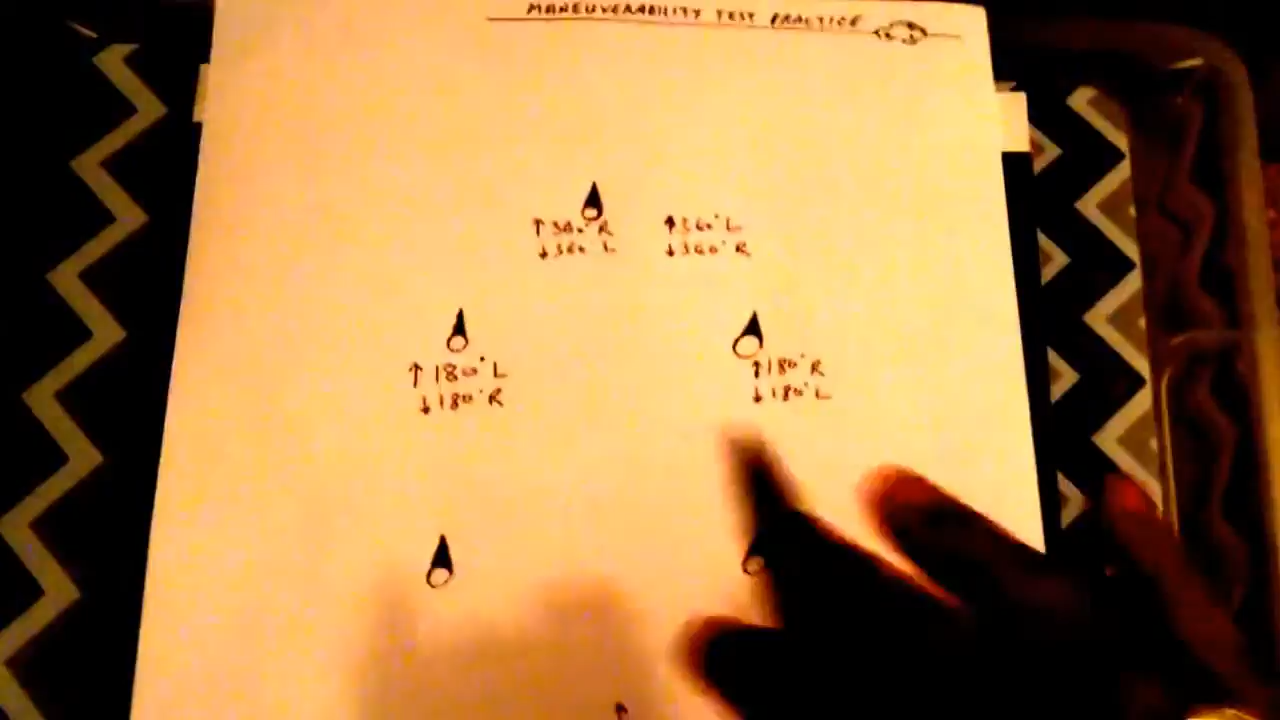 MANEUVERABILITY TEST PRACTICE
↑360° R ↑360° L
↓360° L ↓360° R
↑180° L ↑180° R
↓180° R ↓180° L
↑